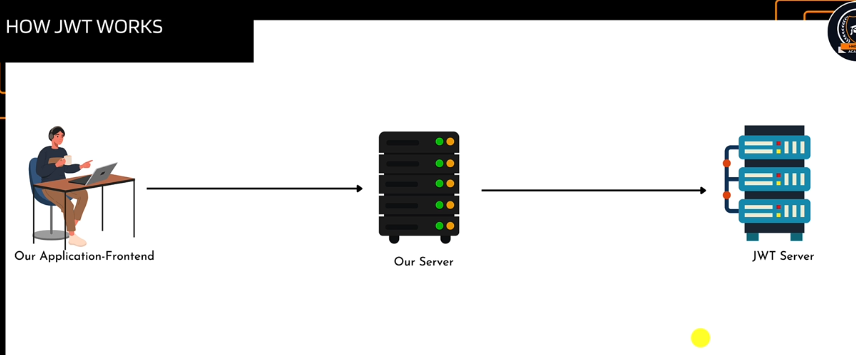 HOW JWT WORKS
Our Application-Frontend
Our Server
JWT Server